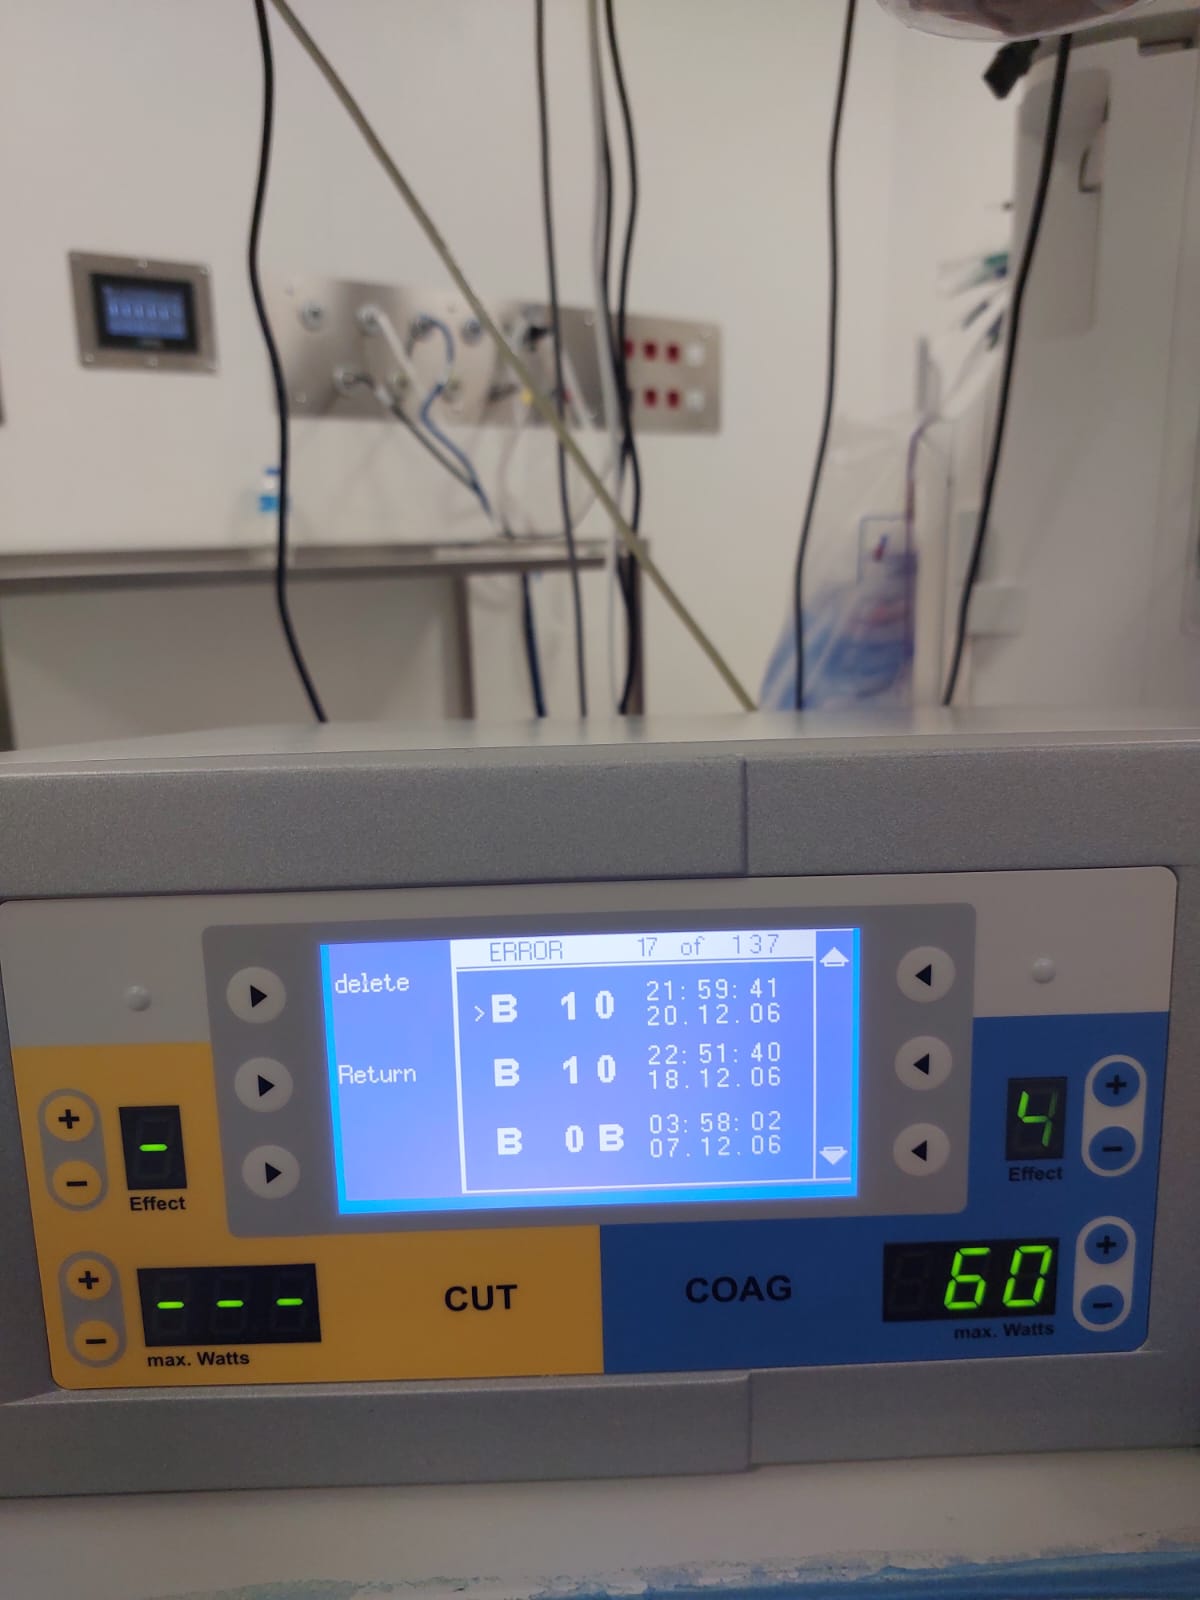 ERROR 17 of 137
delete
>B 10 21:59:41
20.12.06
Return
B 10 22:51:40
18.12.06
B 0B 03:58:02
07.12.06
+
-
-
Effect
4
Effect
+
-
+
-
- - -
max. Watts
CUT
COAG
60
max. Watts
+
-